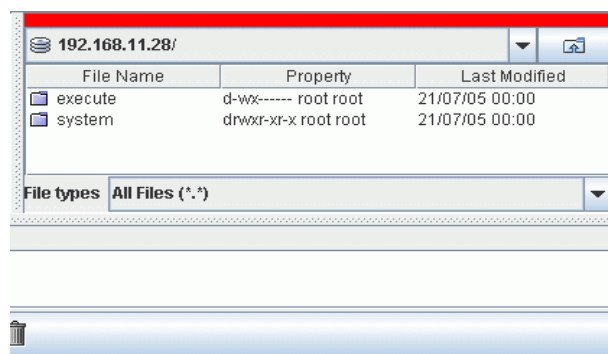 192.168.11.28/
File Name Property Last Modified
execute d-wx------ root root 21/07/05 00:00
system drwxr-xr-x root root 21/07/05 00:00
File types All Files (*.*)